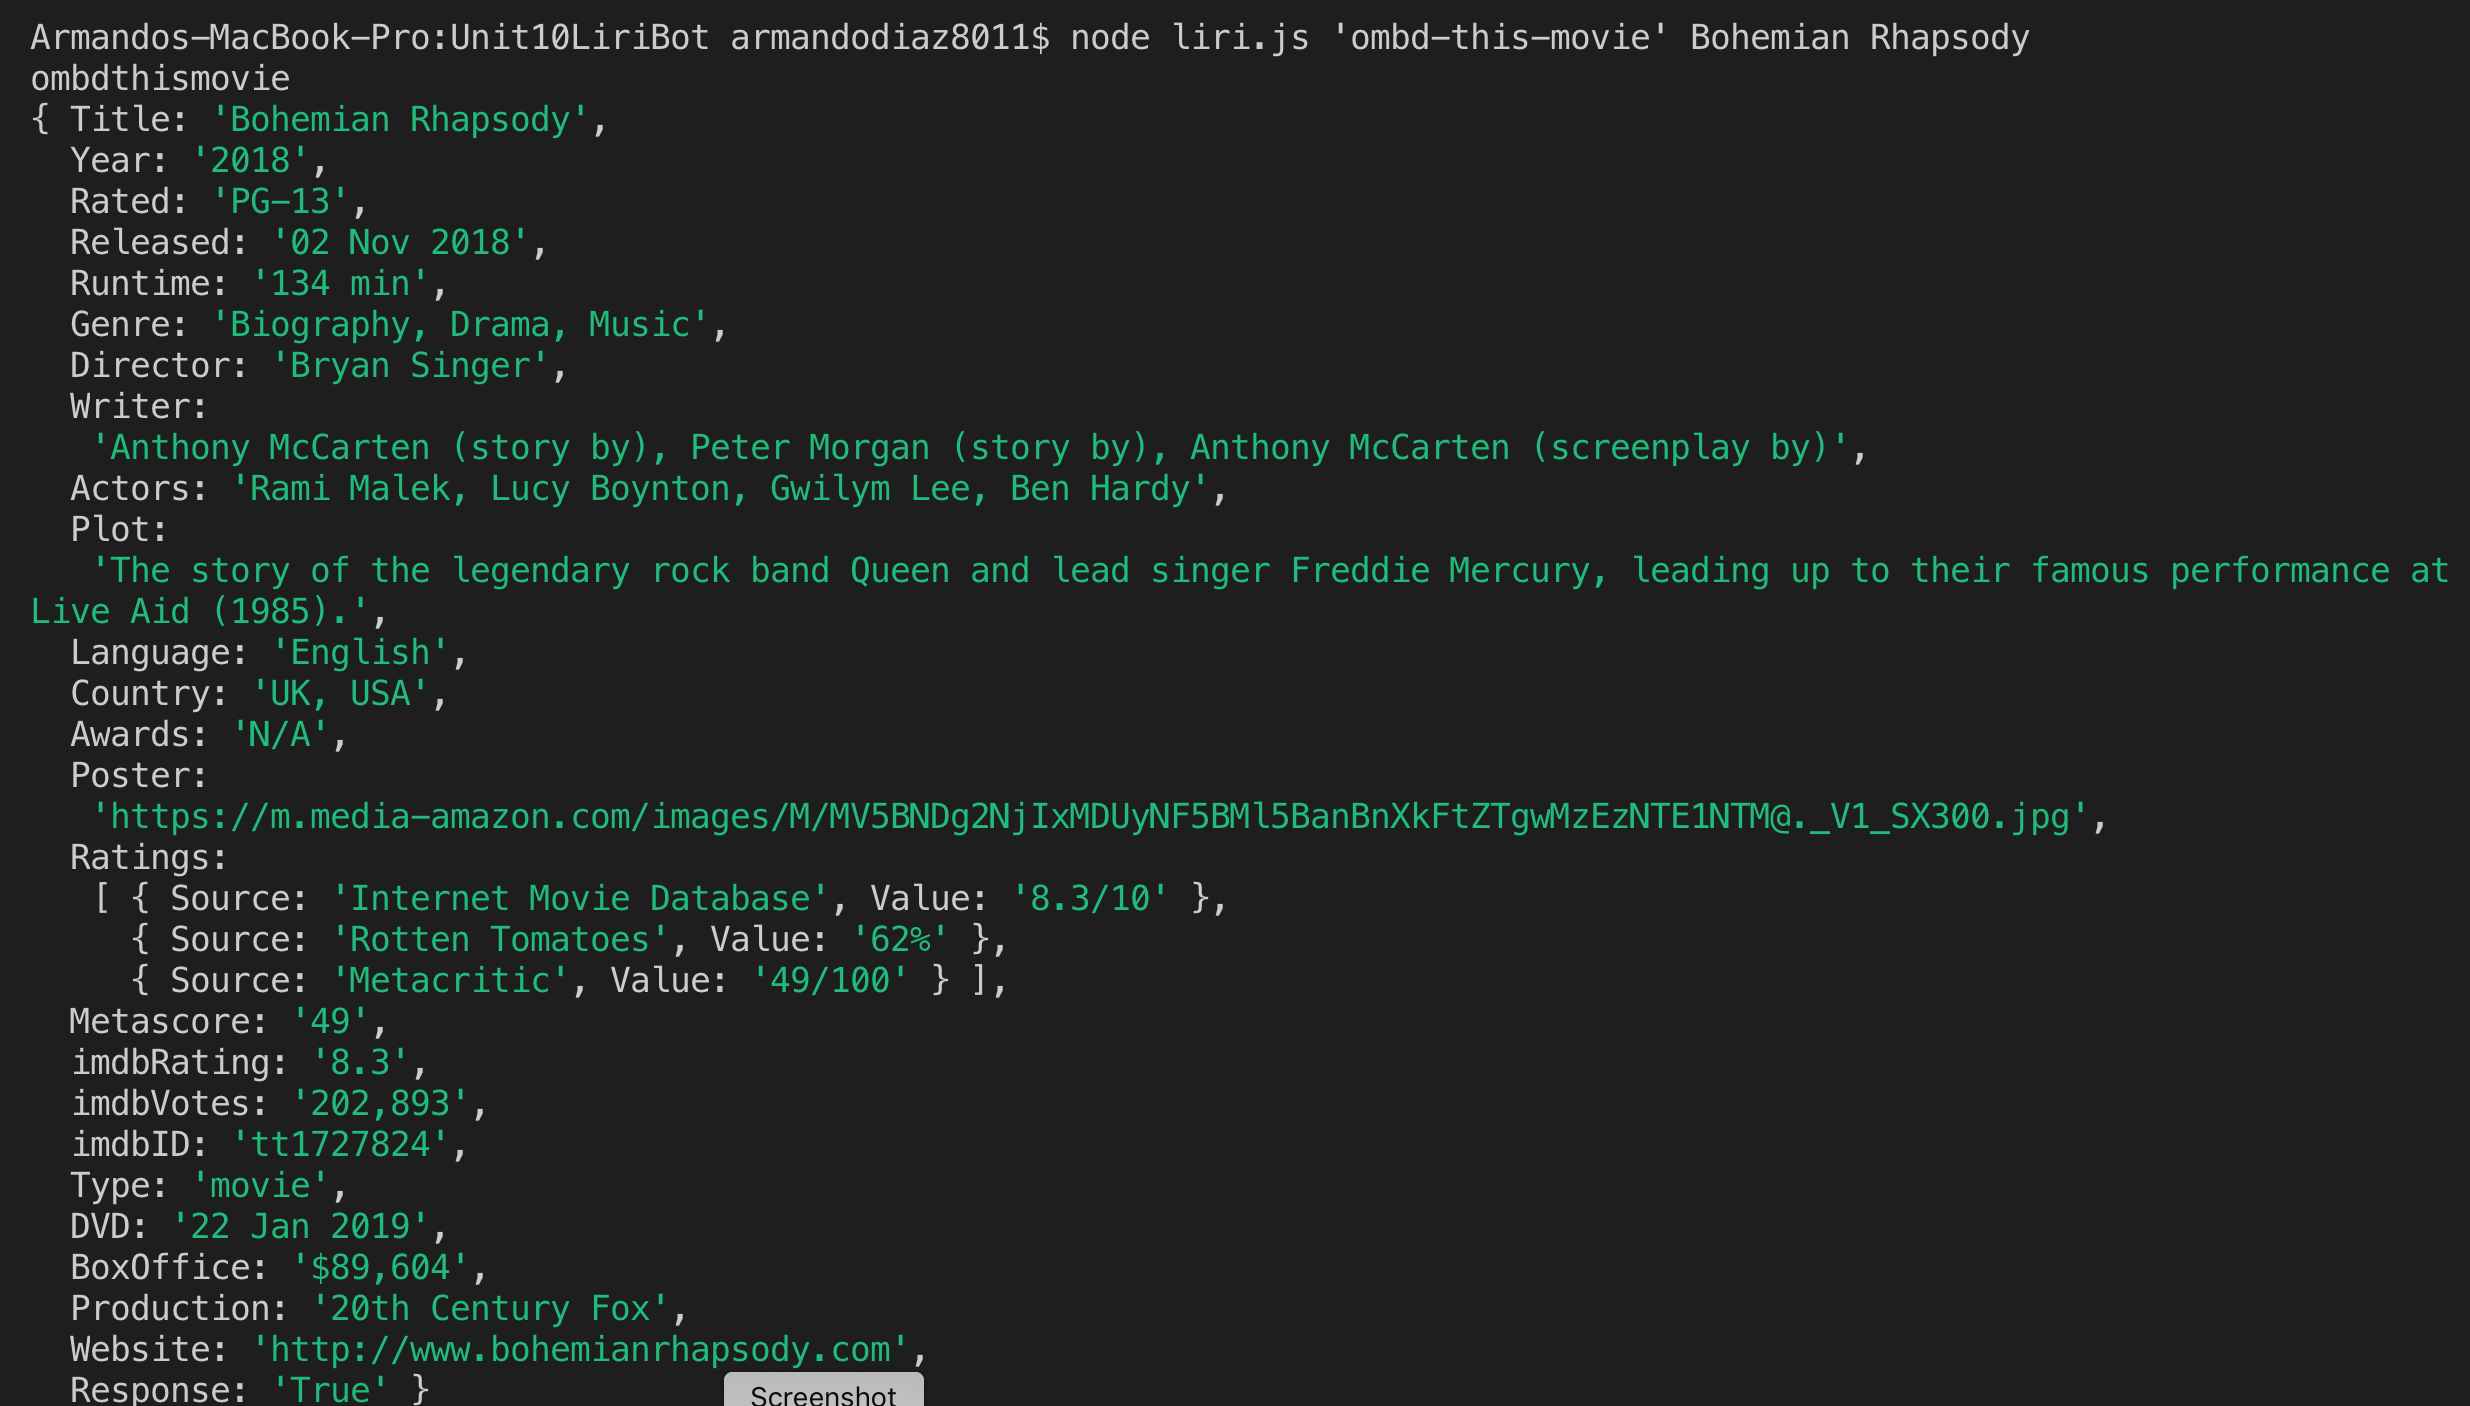 Armandos-MacBook-Pro:Unit10LiriBot armandodiaz8011$ node liri.js 'ombd-this-movie' Bohemian Rhapsody
ombdthismovie
{ Title: 'Bohemian Rhapsody',
  Year: '2018',
  Rated: 'PG-13',
  Released: '02 Nov 2018',
  Runtime: '134 min',
  Genre: 'Biography, Drama, Music',
  Director: 'Bryan Singer',
  Writer:
   'Anthony McCarten (story by), Peter Morgan (story by), Anthony McCarten (screenplay by)',
  Actors: 'Rami Malek, Lucy Boynton, Gwilym Lee, Ben Hardy',
  Plot:
   'The story of the legendary rock band Queen and lead singer Freddie Mercury, leading up to their famous performance at
Live Aid (1985).',
  Language: 'English',
  Country: 'UK, USA',
  Awards: 'N/A',
  Poster:
   'https://m.media-amazon.com/images/M/MV5BNDg2NjIxMDUyNF5BMl5BanBnXkFtZTgwMzEzNTE1NTM@._V1_SX300.jpg',
  Ratings:
   [ { Source: 'Internet Movie Database', Value: '8.3/10' },
     { Source: 'Rotten Tomatoes', Value: '62%' },
     { Source: 'Metacritic', Value: '49/100' } ],
  Metascore: '49',
  imdbRating: '8.3',
  imdbVotes: '202,893',
  imdbID: 'tt1727824',
  Type: 'movie',
  DVD: '22 Jan 2019',
  BoxOffice: '$89,604',
  Production: '20th Century Fox',
  Website: 'http://www.bohemianrhapsody.com',
  Response: 'True' }
Screenshot